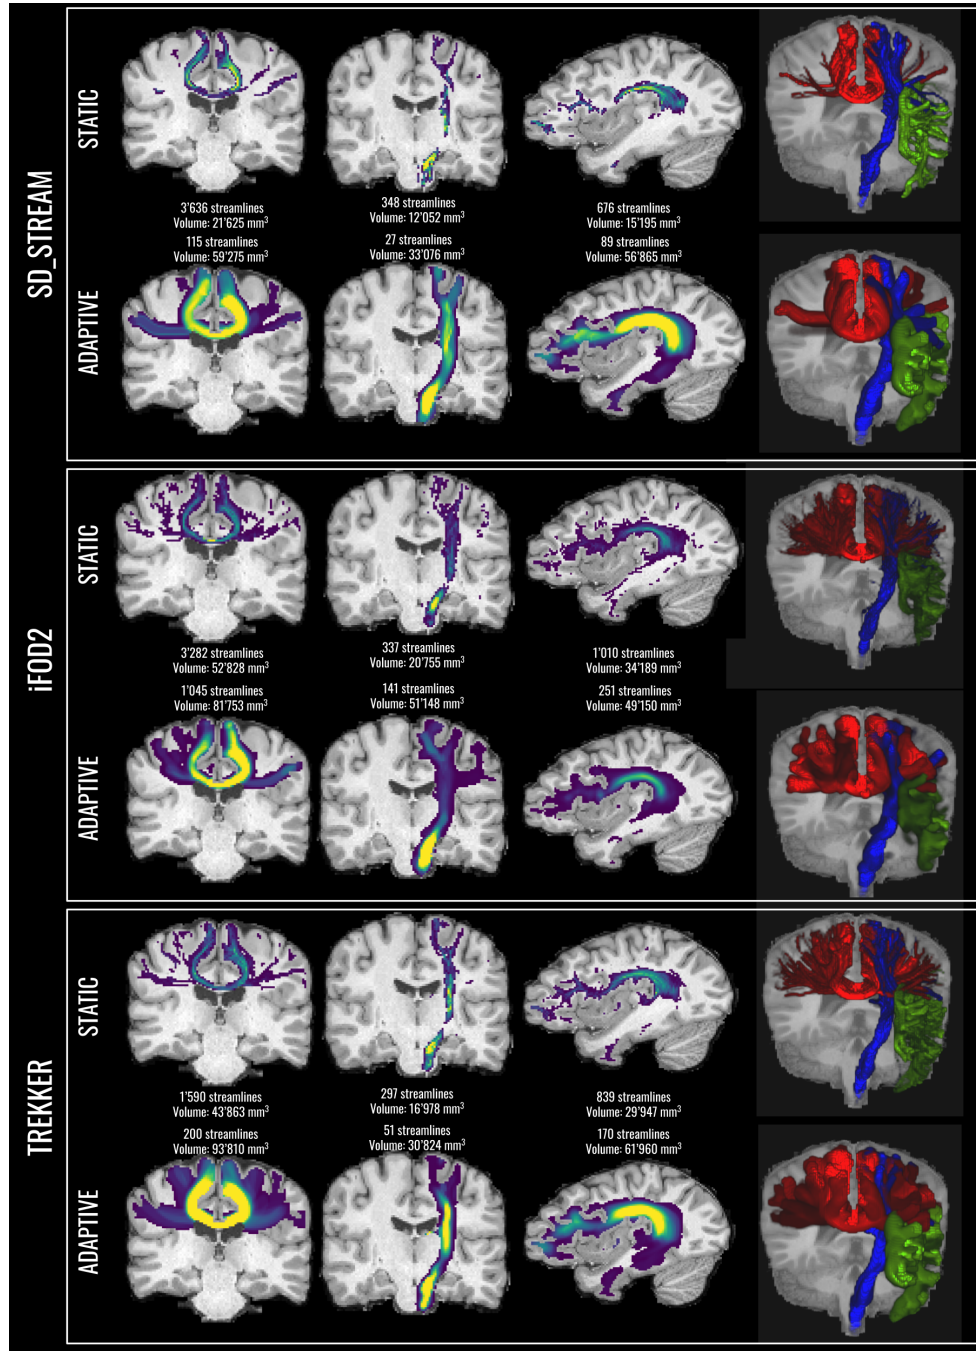 SD_STREAM
STATIC
3'636 streamlines
Volume: 21'625 mm³
348 streamlines
Volume: 12'052 mm³
676 streamlines
Volume: 15'195 mm³
ADAPTIVE
115 streamlines
Volume: 59'275 mm³
27 streamlines
Volume: 33'076 mm³
89 streamlines
Volume: 56'865 mm³
iFOD2
STATIC
3'282 streamlines
Volume: 52'828 mm³
337 streamlines
Volume: 20'755 mm³
1'010 streamlines
Volume: 34'189 mm³
ADAPTIVE
1'045 streamlines
Volume: 81'753 mm³
141 streamlines
Volume: 51'148 mm³
251 streamlines
Volume: 49'150 mm³
TREKKER
STATIC
1'590 streamlines
Volume: 43'863 mm³
297 streamlines
Volume: 16'978 mm³
839 streamlines
Volume: 29'947 mm³
ADAPTIVE
200 streamlines
Volume: 93'810 mm³
51 streamlines
Volume: 30'824 mm³
170 streamlines
Volume: 61'960 mm³